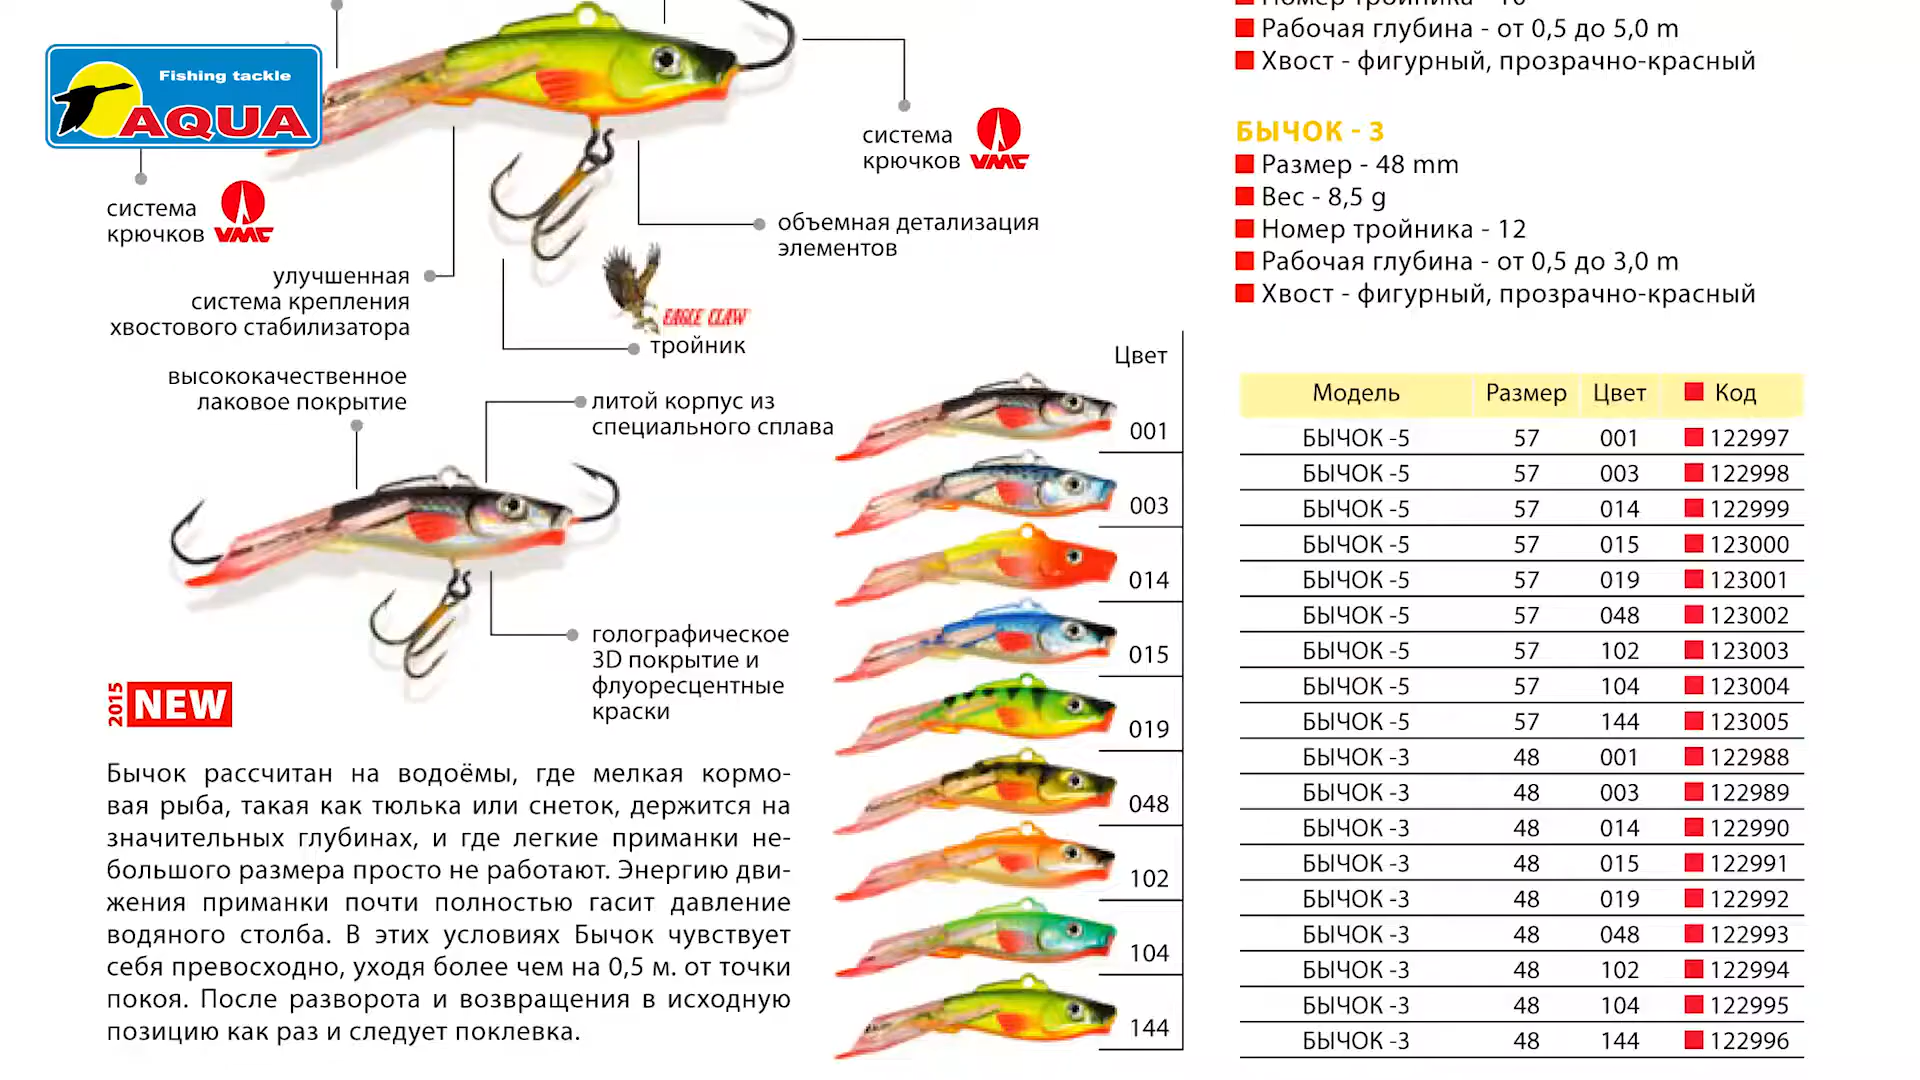 Номер тройника - 10
Рабочая глубина - от 0,5 до 5,0 m
Хвост - фигурный, прозрачно-красный
Fishing tackle
AQUA
система
крючков VMC
система
крючков VMC
объемная детализация
элементов
улучшенная
система крепления
хвостового стабилизатора
EAGLE CLAW
тройник
высококачественное
лаковое покрытие
литой корпус из
специального сплава
голографическое
3D покрытие и
флуоресцентные
краски
2015 NEW
Бычок рассчитан на водоёмы, где мелкая кормо-
вая рыба, такая как тюлька или снеток, держится на
значительных глубинах, и где легкие приманки не-
большого размера просто не работают. Энергию дви-
жения приманки почти полностью гасит давление
водяного столба. В этих условиях Бычок чувствует
себя превосходно, уходя более чем на 0,5 м. от точки
покоя. После разворота и возвращения в исходную
позицию как раз и следует поклевка.
Цвет
001
003
014
015
019
048
102
104
144
БЫЧОК - 3
Размер - 48 mm
Вес - 8,5 g
Номер тройника - 12
Рабочая глубина - от 0,5 до 3,0 m
Хвост - фигурный, прозрачно-красный
Модель Размер Цвет Код
БЫЧОК -5 57 001 122997
БЫЧОК -5 57 003 122998
БЫЧОК -5 57 014 122999
БЫЧОК -5 57 015 123000
БЫЧОК -5 57 019 123001
БЫЧОК -5 57 048 123002
БЫЧОК -5 57 102 123003
БЫЧОК -5 57 104 123004
БЫЧОК -5 57 144 123005
БЫЧОК -3 48 001 122988
БЫЧОК -3 48 003 122989
БЫЧОК -3 48 014 122990
БЫЧОК -3 48 015 122991
БЫЧОК -3 48 019 122992
БЫЧОК -3 48 048 122993
БЫЧОК -3 48 102 122994
БЫЧОК -3 48 104 122995
БЫЧОК -3 48 144 122996